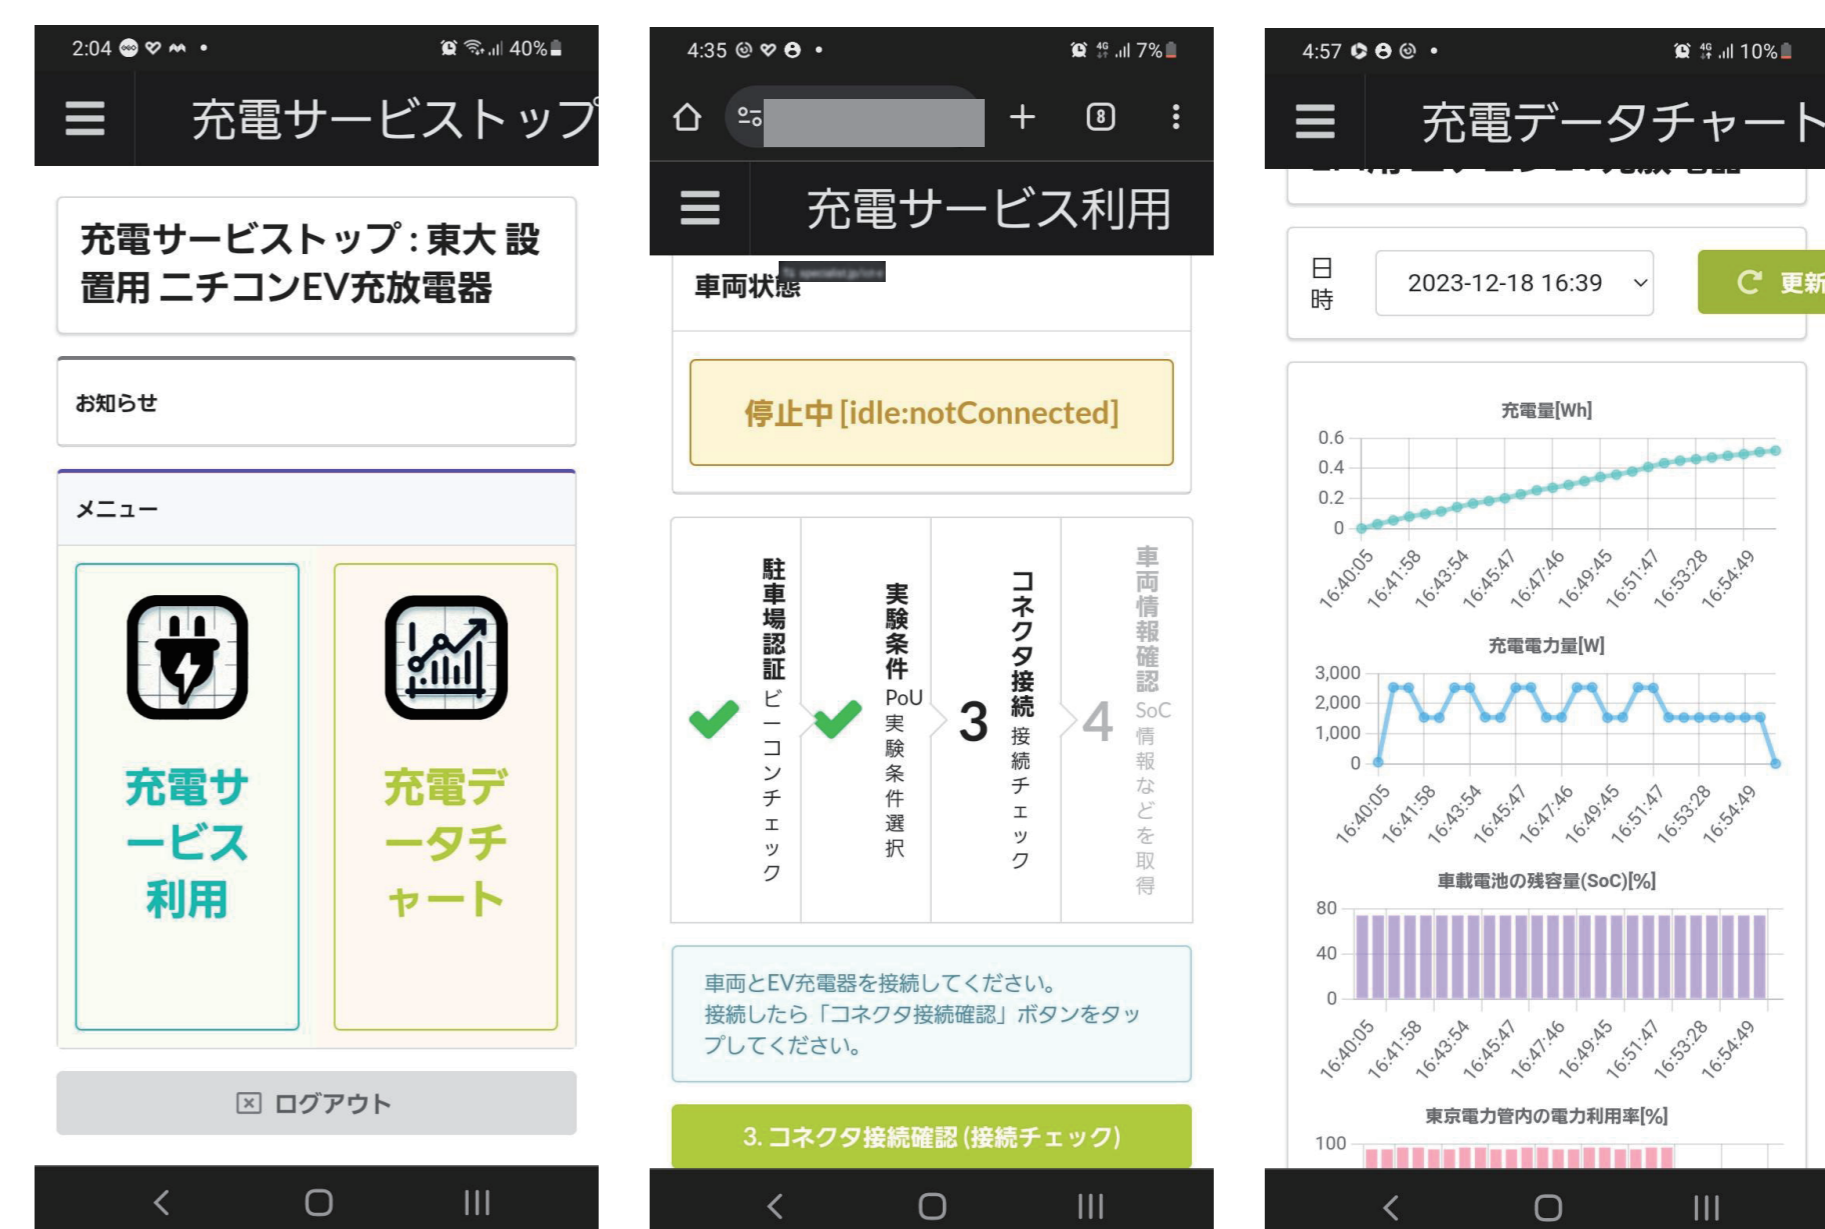 2:04
40%
充電サービストップ
充電サービストップ : 東大 設
置用 ニチコンEV充放電器
お知らせ
メニュー
充電サ
ービス
利用
充電デ
ータチ
ャート
ログアウト
4:35
4G
7%
8
充電サービス利用
車両状態
停止中 [idle:notConnected]
駐車場認証
ビーコンチェック
実験条件
PoU
実験条件選択
3
コネクタ接続
接続チェック
4
車両情報確認
SoC
情報などを取得
車両とEV充電器を接続してください。
接続したら「コネクタ接続確認」ボタンをタッ
プしてください。
3. コネクタ接続確認 (接続チェック)
4:57
4G
10%
充電データチャート
日
時
2023-12-18 16:39
更新
充電量[Wh]
0.6
0.4
0.2
0
16:40:05 16:41:58 16:43:54 16:45:47 16:47:46 16:49:45 16:51:47 16:53:28 16:54:49
充電電力量[W]
3,000
2,000
1,000
0
16:40:05 16:41:58 16:43:54 16:45:47 16:47:46 16:49:45 16:51:47 16:53:28 16:54:49
車載電池の残容量(SoC)[%]
80
40
0
16:40:05 16:41:58 16:43:54 16:45:47 16:47:46 16:49:45 16:51:47 16:53:28 16:54:49
東京電力管内の電力利用率[%]
100